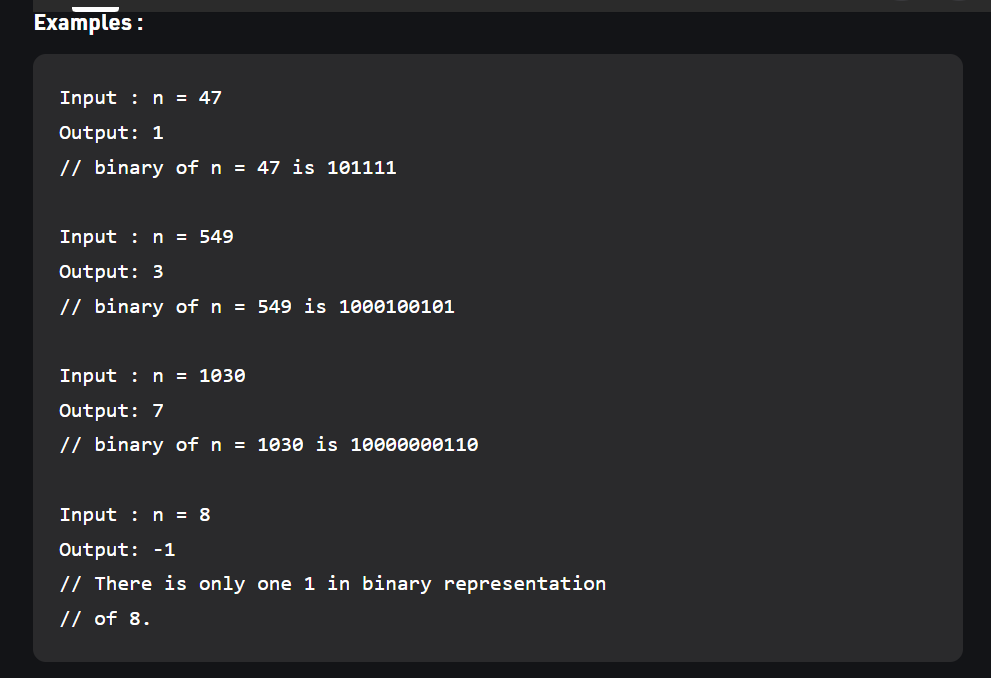 Examples :
Input : n = 47
Output: 1
// binary of n = 47 is 101111
Input : n = 549
Output: 3
// binary of n = 549 is 1000100101
Input : n = 1030
Output: 7
// binary of n = 1030 is 10000000110
Input : n = 8
Output: -1
// There is only one 1 in binary representation
// of 8.